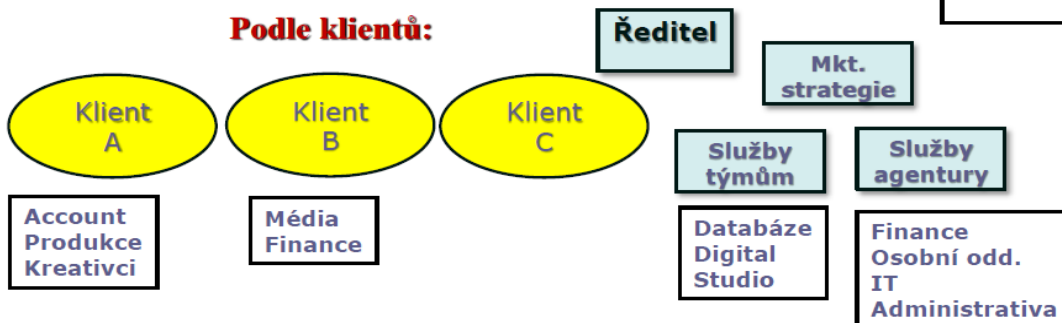 Podle klientů:
Ředitel
Mkt.
strategie
Klient
A
Klient
B
Klient
C
Služby
týmům
Služby
agentury
Account
Produkce
Kreativci
Média
Finance
Databáze
Digital
Studio
Finance
Osobní odd.
IT
Administrativa